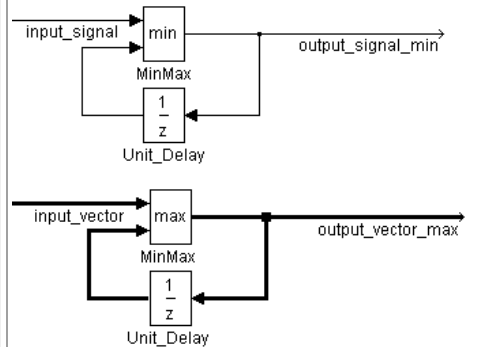 input_signal
min
output_signal_min
MinMax
1
z
Unit_Delay
input_vector
max
output_vector_max
MinMax
1
z
Unit_Delay